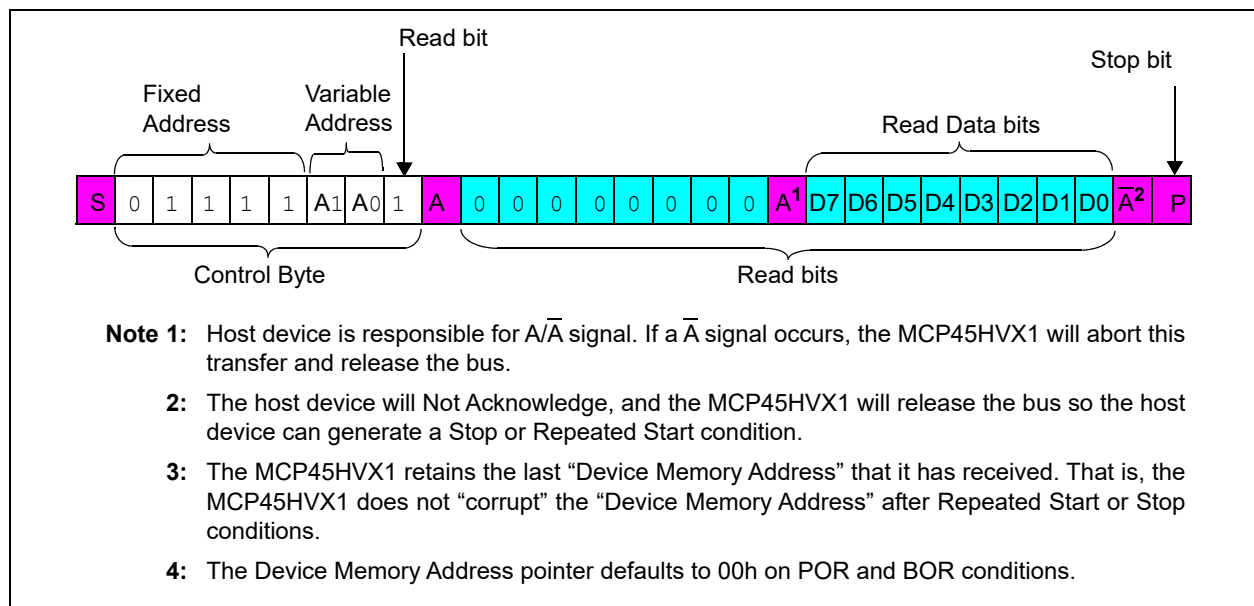 Read bit
Stop bit
Fixed
Address
Variable
Address
Read Data bits
S 0 1 1 1 1 A1 A0 1 A 0 0 0 0 0 0 0 0 A¹ D7 D6 D5 D4 D3 D2 D1 D0 A̅² P
Control Byte
Read bits
Note 1: Host device is responsible for A/A̅ signal. If a A̅ signal occurs, the MCP45HVX1 will abort this
transfer and release the bus.
2: The host device will Not Acknowledge, and the MCP45HVX1 will release the bus so the host
device can generate a Stop or Repeated Start condition.
3: The MCP45HVX1 retains the last “Device Memory Address” that it has received. That is, the
MCP45HVX1 does not “corrupt” the “Device Memory Address” after Repeated Start or Stop
conditions.
4: The Device Memory Address pointer defaults to 00h on POR and BOR conditions.